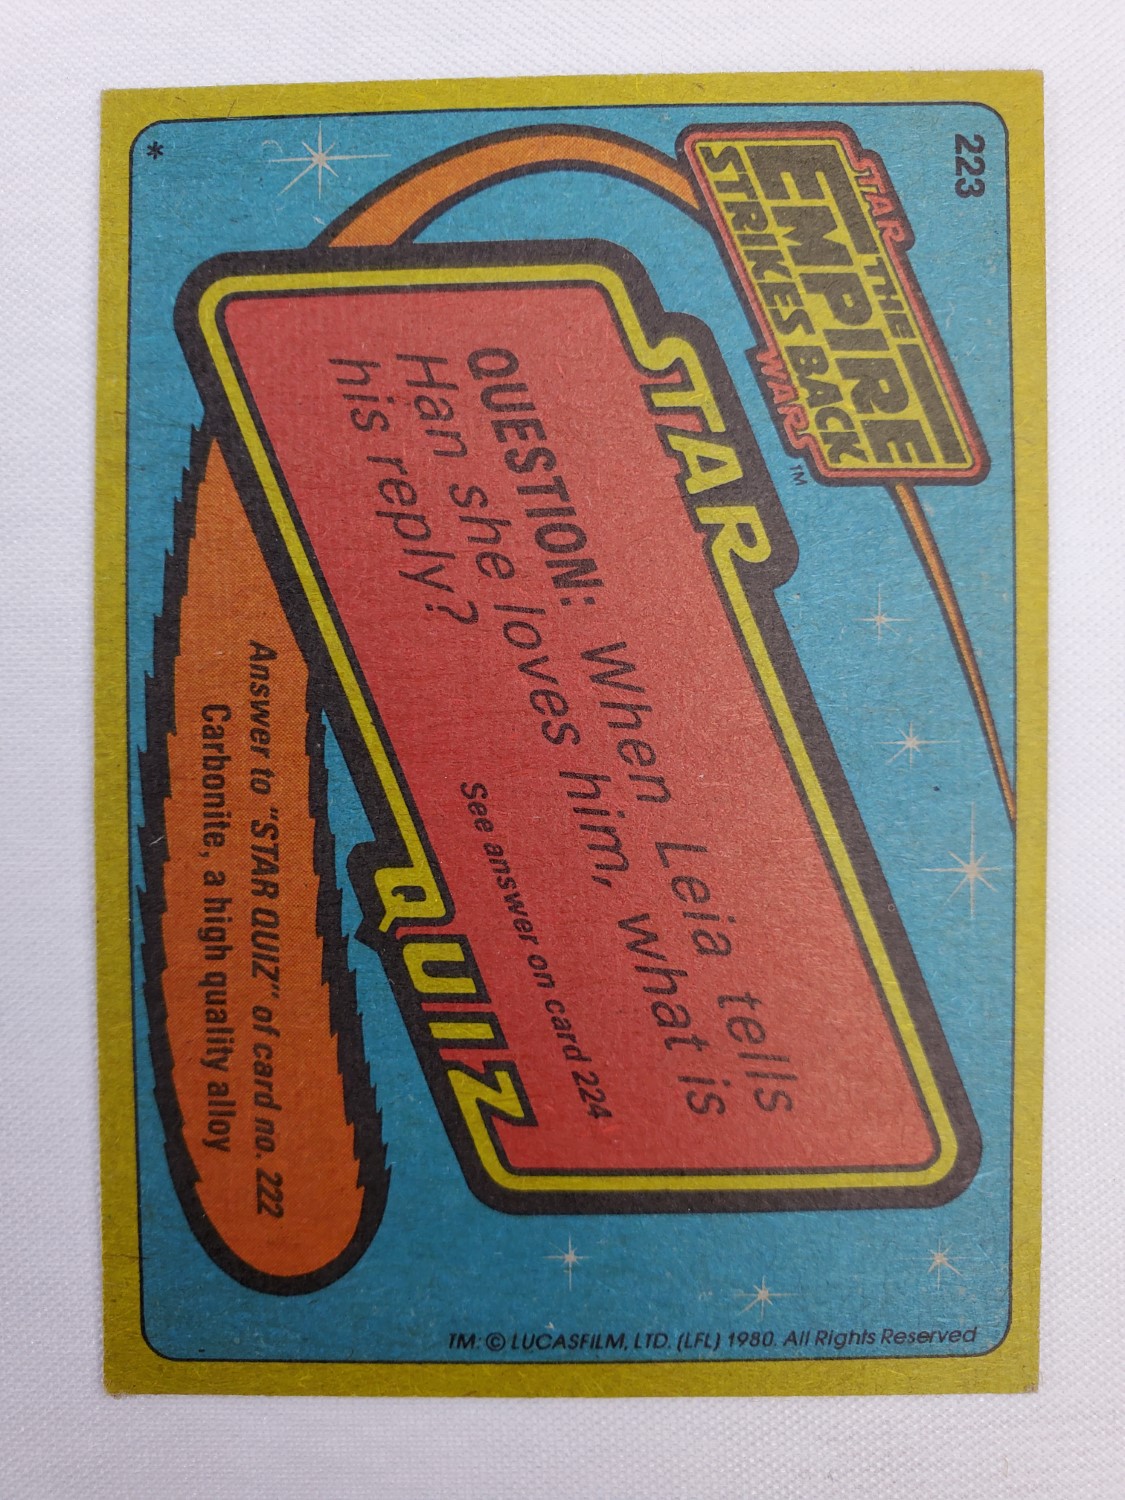 223
STAR
THE
EMPIRE
STRIKES BACK
WARS™
STAR
QUESTION: When Leia tells
Han she loves him, what is
his reply?
See answer on card 224
QUIZ
Answer to "STAR QUIZ" of card no. 222
Carbonite, a high quality alloy
*
TM: © LUCASFILM, LTD. (LFL) 1980. All Rights Reserved